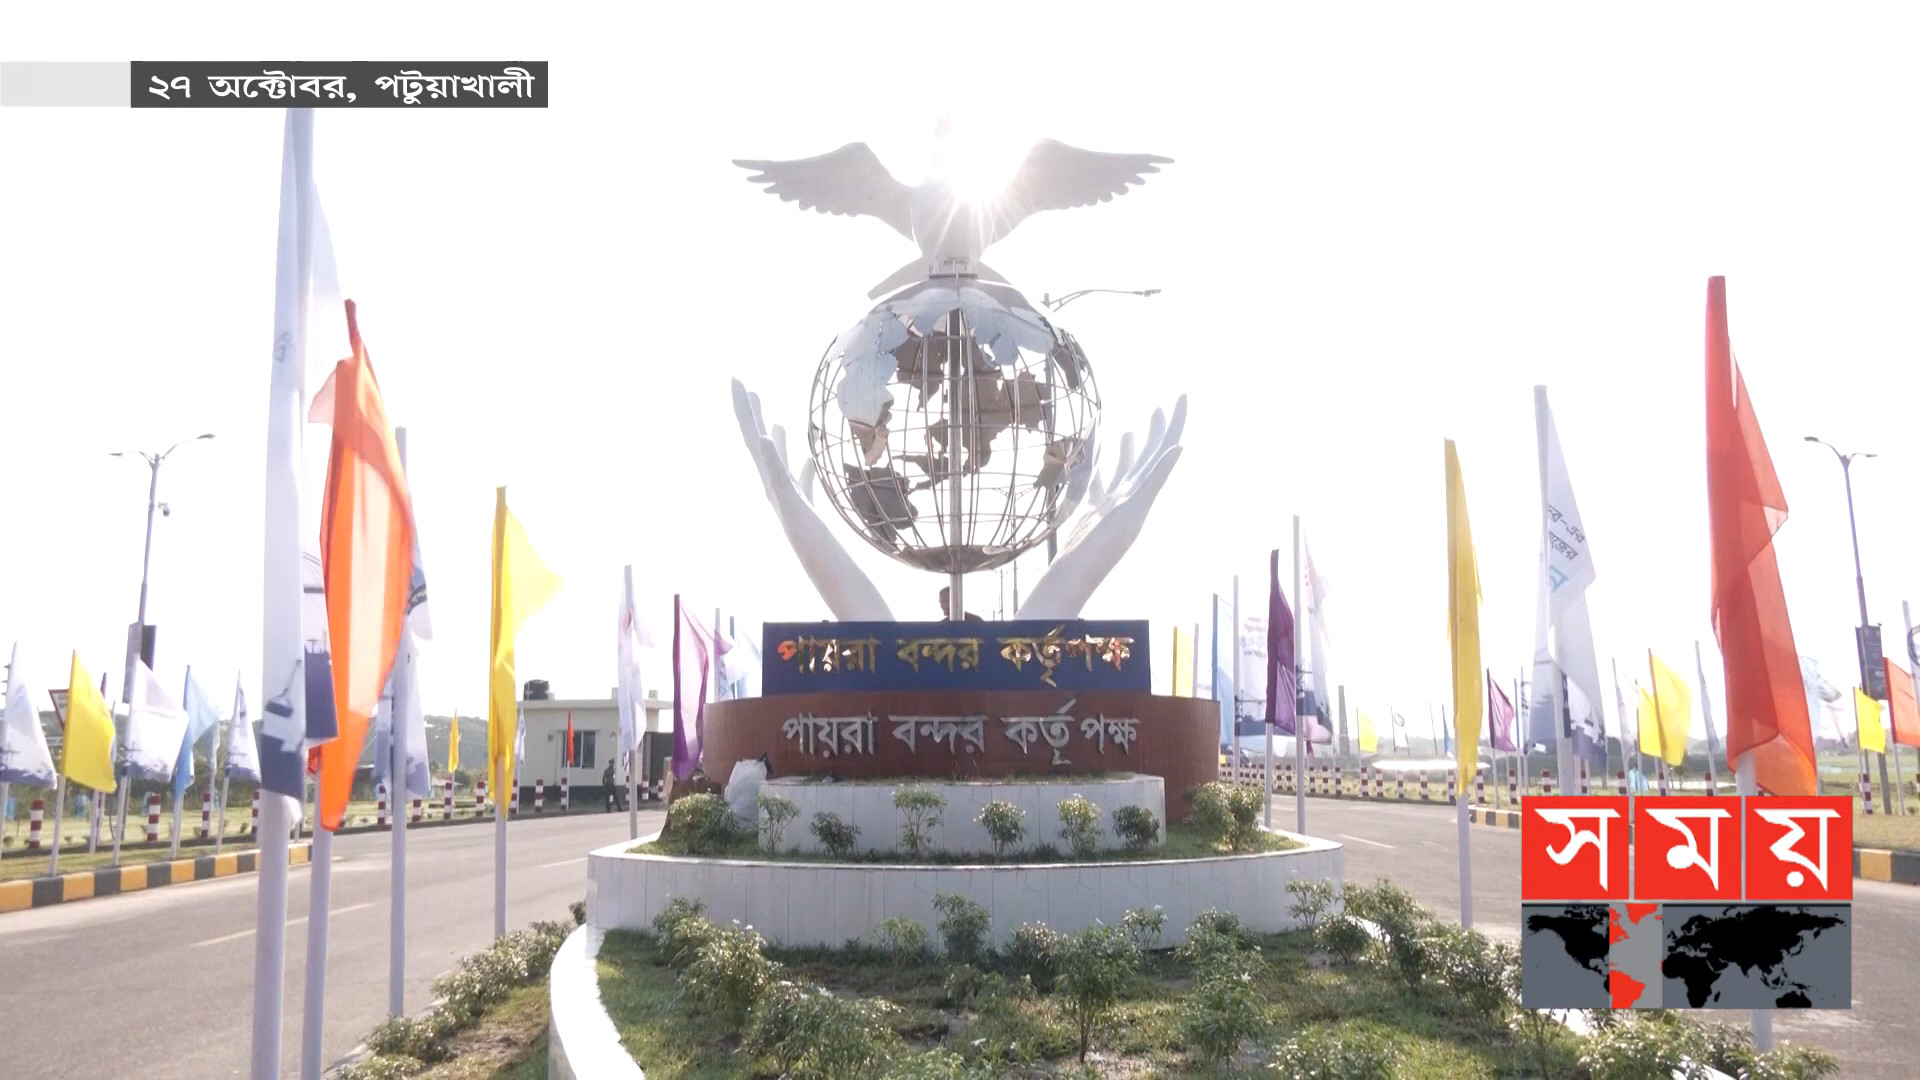 ২৭ অক্টোবর, পটুয়াখালী
পায়রা বন্দর কর্তৃপক্ষ
পায়রা বন্দর কর্তৃপক্ষ
সময়